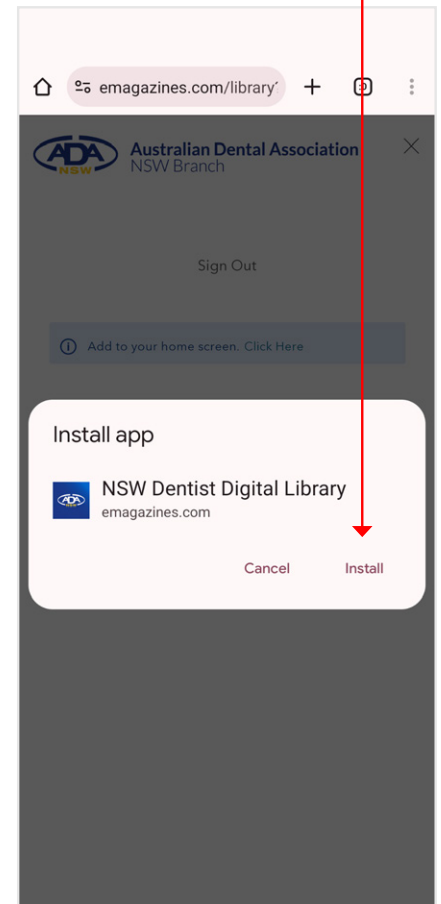 emagazines.com/library
ADA
NSW
Australian Dental Association
NSW Branch
Sign Out
Add to your home screen. Click Here
Install app
ADA
NSW Dentist Digital Library
emagazines.com
Cancel
Install